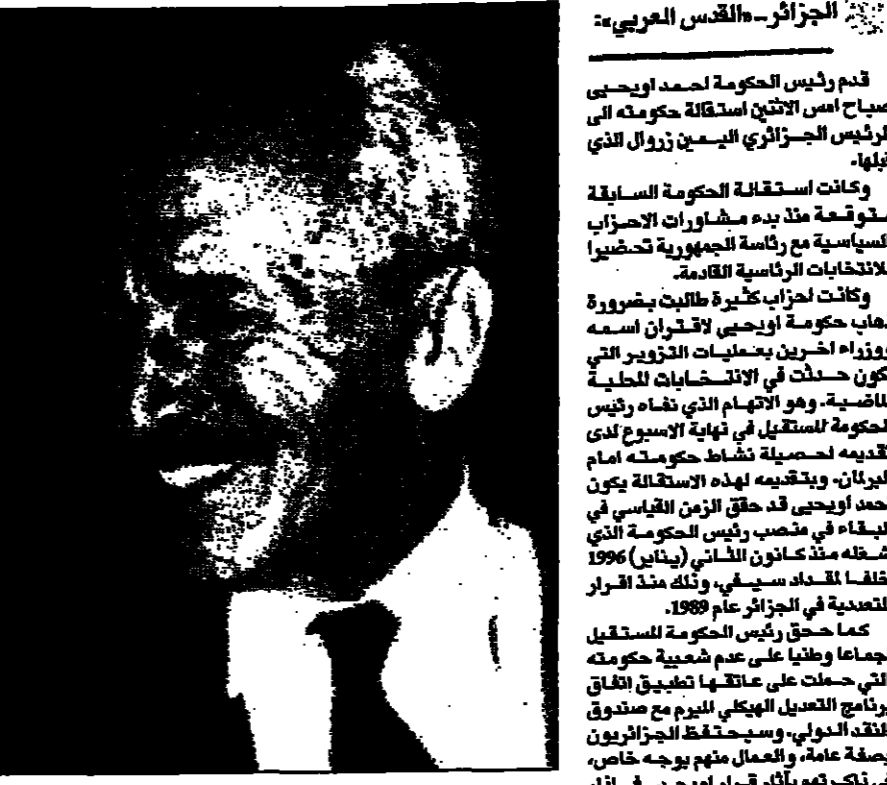 الجزائر ـ «القدس العربي»:
قدم رئيس الحكومة احمد اويحيى
صباح امس الاثنين استقالة حكومته الى
الرئيس الجزائري اليمين زروال الذي
قبلها.
وكانت استقالة الحكومة السابقة
متوقعة منذ بدء مشاورات الاحزاب
السياسية مع رئاسة الجمهورية تحضيرا
للانتخابات الرئاسية القادمة.
وكانت احزاب كثيرة طالبت بضرورة
ذهاب حكومة اويحيى لاقتران اسمه
ووزراء اخرين بعمليات التزوير التي
تكون حدثت في الانتخابات المحلية
الماضية. وهو الاتهام الذي نفاه رئيس
الحكومة المستقيل في نهاية الاسبوع لدى
تقديمه لحصيلة نشاط حكومته امام
البرلمان. وبتقديمه لهذه الاستقالة يكون
احمد أويحيى قد حقق الزمن القياسي في
البقاء في منصب رئيس الحكومة الذي
شغله منذ كانون الثاني (يناير) 1996
خلفا لمقداد سيفي، وذلك منذ اقرار
التعددية في الجزائر عام 1989.
كما حقق رئيس الحكومة المستقيل
اجماعا وطنيا على عدم شعبية حكومته
التي حملت على عاتقها تطبيق اتفاق
برنامج التعديل الهيكلي المبرم مع صندوق
النقد الدولي. وسيحتفظ الجزائريون
بصفة عامة، والعمال منهم بوجه خاص،